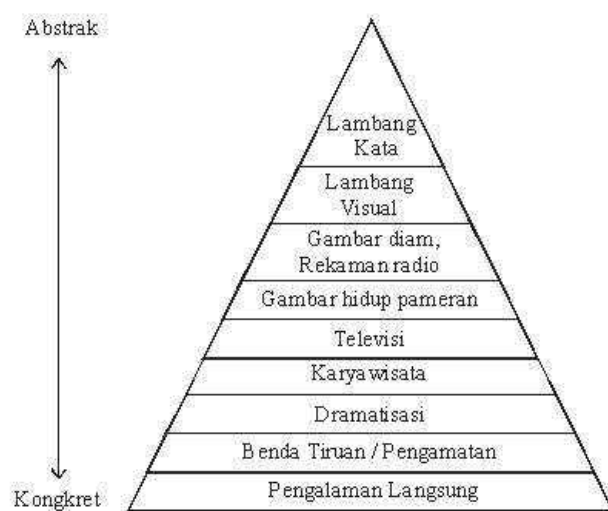 Abstrak
Lambang
Kata
Lambang
Visual
Gambar diam,
Rekaman radio
Gambar hidup pameran
Televisi
Karyawisata
Dramatisasi
Benda Tiruan / Pengamatan
Pengalaman Langsung
Kongkret